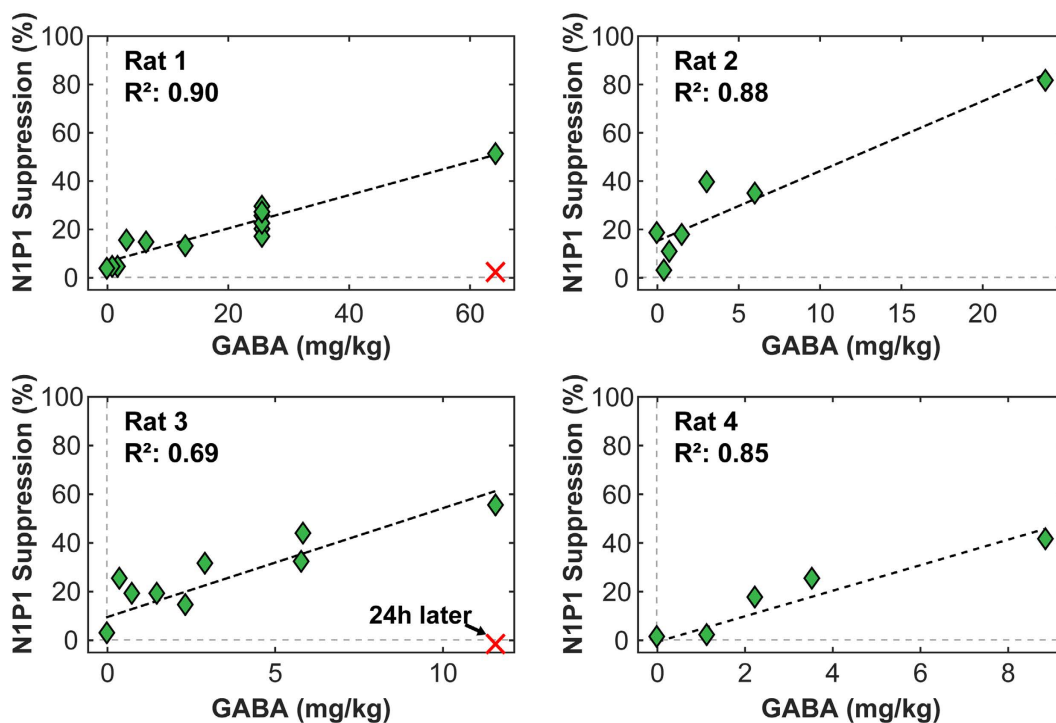 N1P1 Suppression (%)
100
80
60
40
20
0
Rat 1
R²: 0.90
0
20
40
60
GABA (mg/kg)
N1P1 Suppression (%)
100
80
60
40
20
0
Rat 2
R²: 0.88
0
5
10
15
20
GABA (mg/kg)
N1P1 Suppression (%)
100
80
60
40
20
0
Rat 3
R²: 0.69
24h later
0
5
10
GABA (mg/kg)
N1P1 Suppression (%)
100
80
60
40
20
0
Rat 4
R²: 0.85
0
2
4
6
8
GABA (mg/kg)